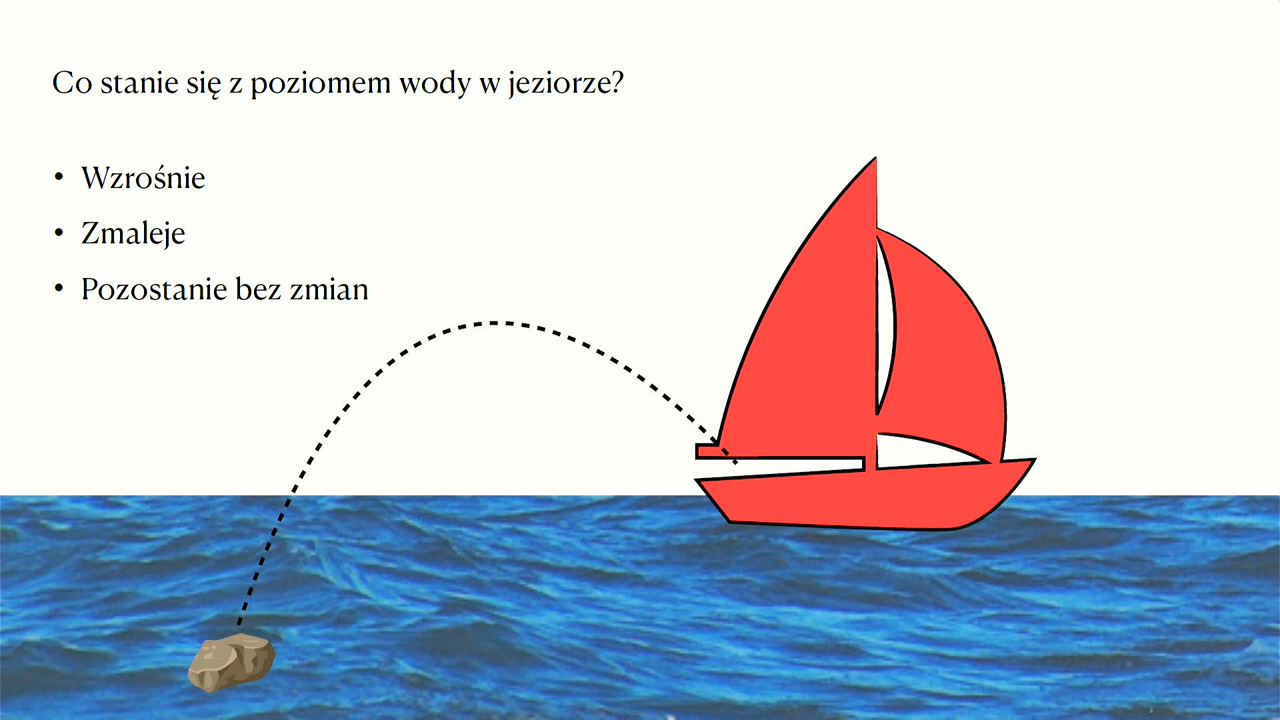 Co stanie się z poziomem wody w jeziorze?
• Wzrośnie
• Zmaleje
• Pozostanie bez zmian